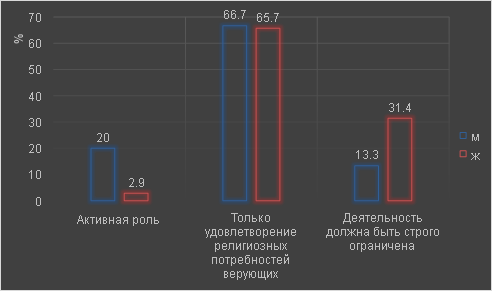 %
70
60
50
40
30
20
10
0
20
2.9
66.7
65.7
13.3
31.4
Активная роль
Только
удовлетворение
религиозных
потребностей
верующих
Деятельность
должна быть строго
ограничена
м
ж